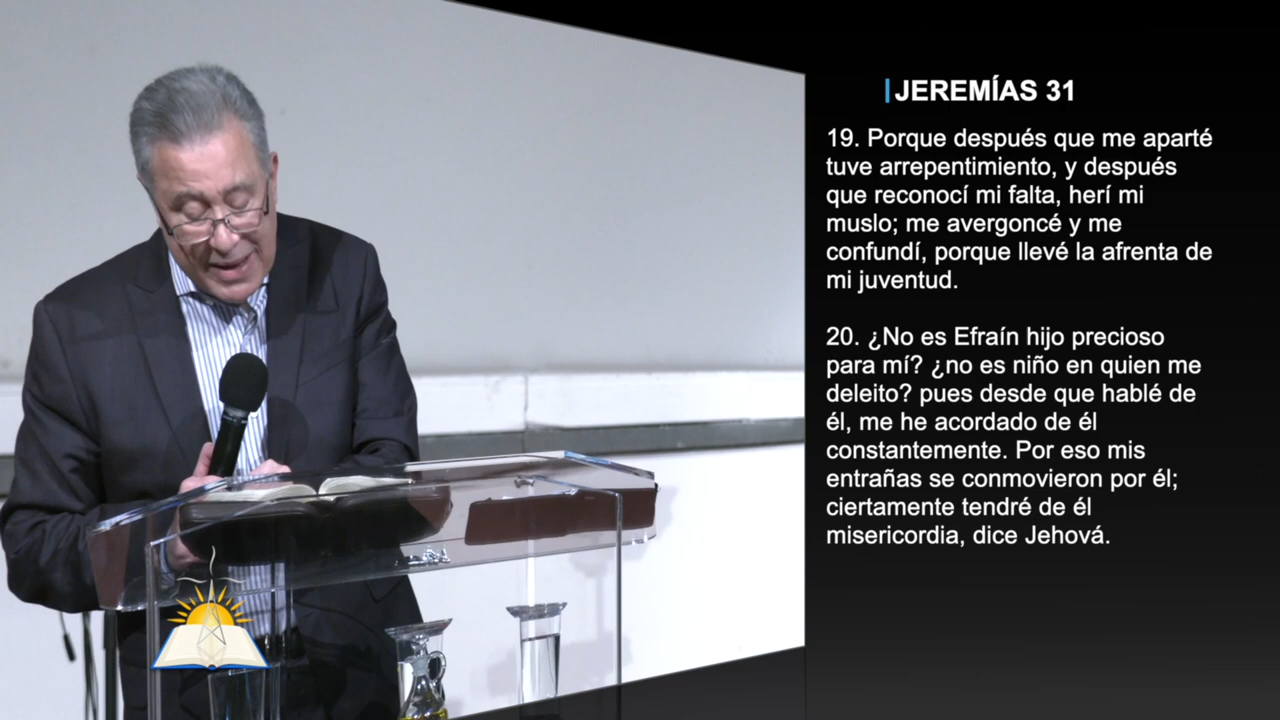 JEREMÍAS 31
19. Porque después que me aparté
tuve arrepentimiento, y después
que reconocí mi falta, herí mi
muslo; me avergoncé y me
confundí, porque llevé la afrenta de
mi juventud.
20. ¿No es Efraín hijo precioso
para mí? ¿no es niño en quien me
deleito? pues desde que hablé de
él, me he acordado de él
constantemente. Por eso mis
entrañas se conmovieron por él;
ciertamente tendré de él
misericordia, dice Jehová.